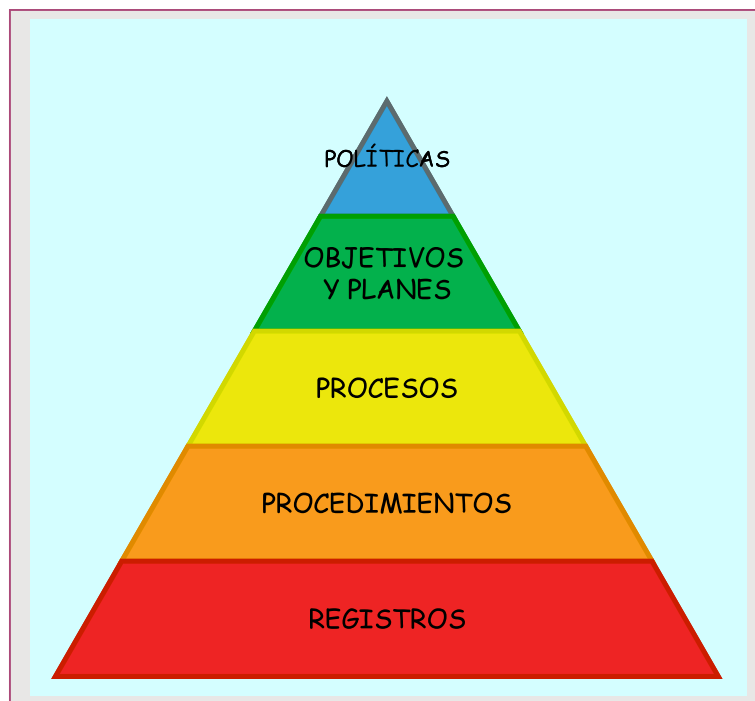 POLÍTICAS
OBJETIVOS
Y PLANES
PROCESOS
PROCEDIMIENTOS
REGISTROS